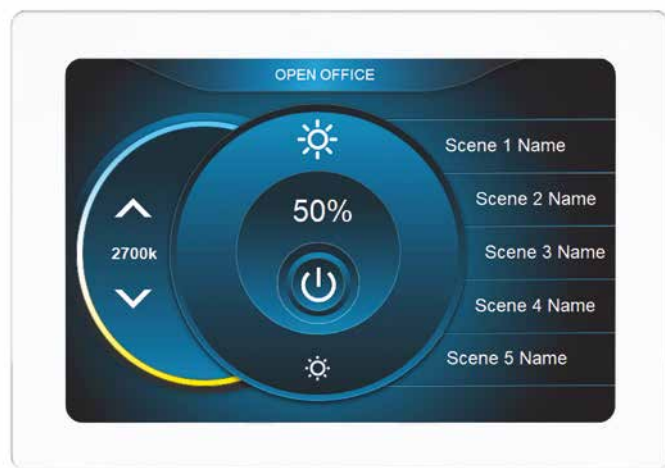 OPEN OFFICE
Scene 1 Name
50%
Scene 2 Name
2700k
Scene 3 Name
Scene 4 Name
Scene 5 Name